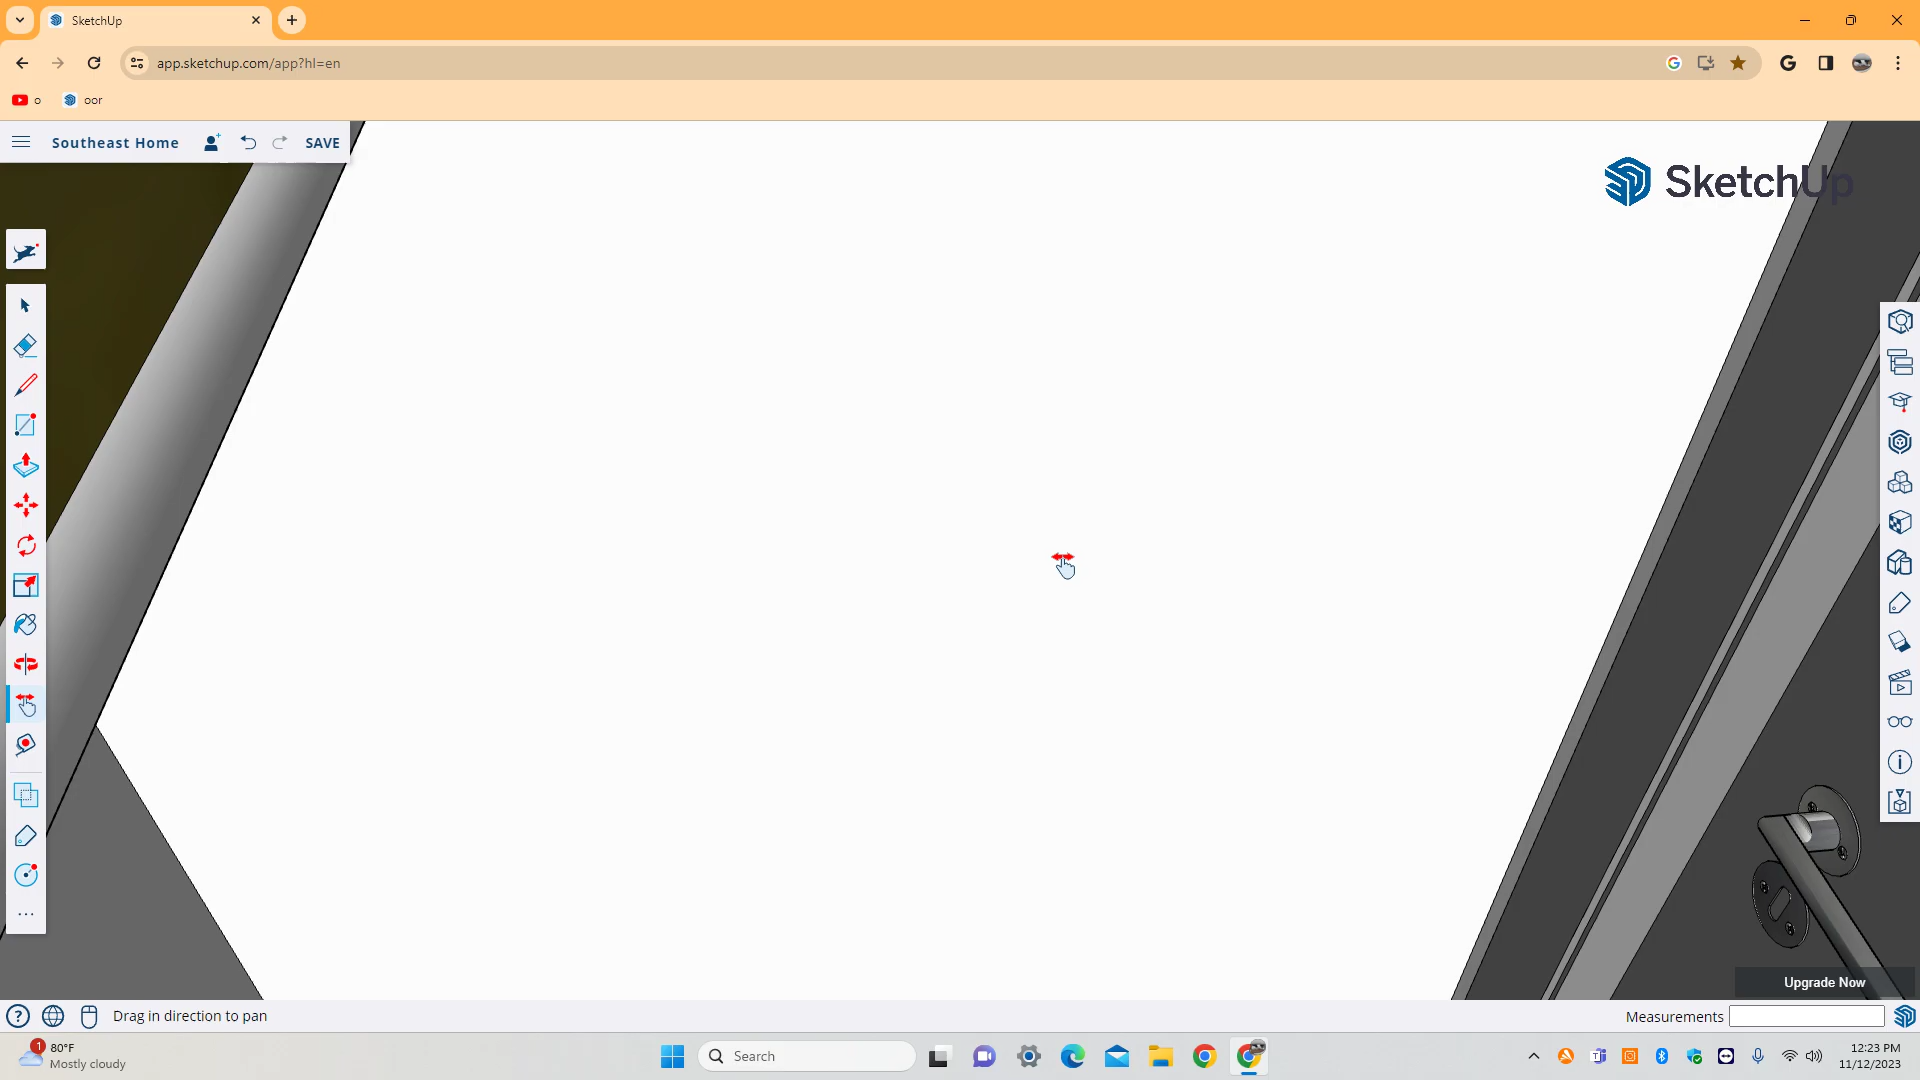 SketchUp
app.sketchup.com/app?hl=en
o
oor
Southeast Home
SAVE
SketchUp
Upgrade Now
Drag in direction to pan
Measurements
1
80°F
Mostly cloudy
Search
12:23 PM
11/12/2023